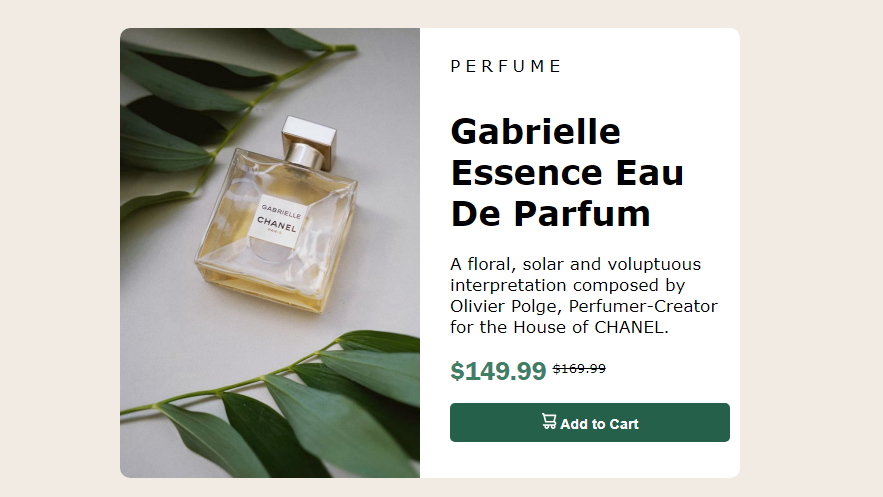 PERFUME
Gabrielle
Essence Eau
De Parfum
A floral, solar and voluptuous
interpretation composed by
Olivier Polge, Perfumer-Creator
for the House of CHANEL.
$149.99 $169.99
Add to Cart
GABRIELLE
CHANEL
PARIS